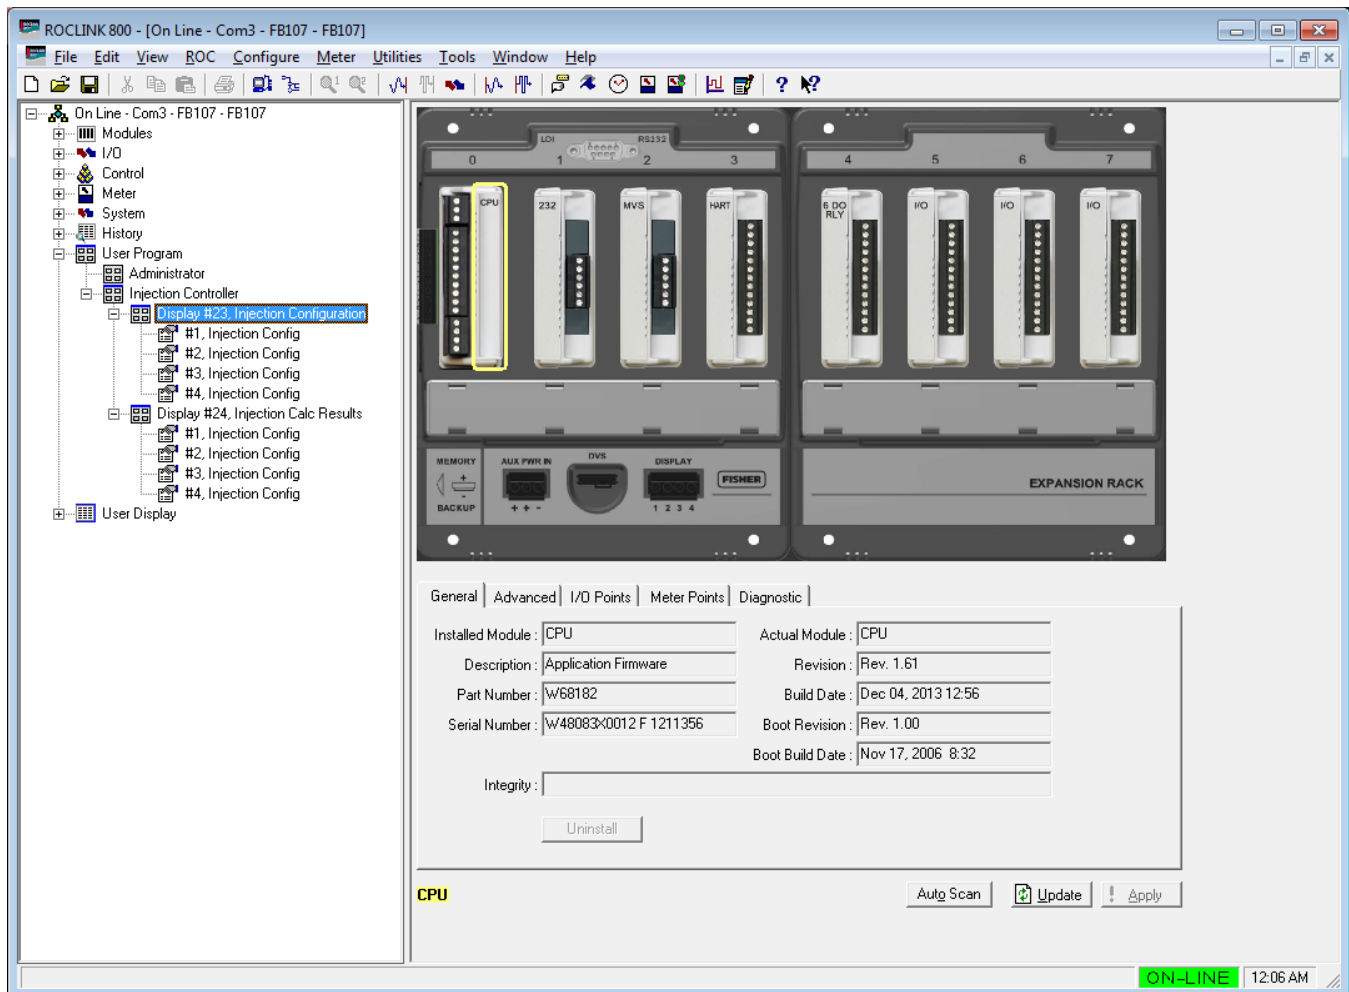 ROCLINK 800 - [On Line - Com3 - FB107 - FB107]
File Edit View ROC Configure Meter Utilities Tools Window Help
On Line - Com3 - FB107 - FB107
Modules
I/O
Control
Meter
System
History
User Program
Administrator
Injection Controller
Display #23, Injection Configuration
#1, Injection Config
#2, Injection Config
#3, Injection Config
#4, Injection Config
Display #24, Injection Calc Results
#1, Injection Config
#2, Injection Config
#3, Injection Config
#4, Injection Config
User Display
LOI RS232
0 1 2 3 4 5 6 7
CPU 232 MVS HART 6 DO RLY I/O I/O I/O
MEMORY AUX PWR IN DVS DISPLAY
FISHER
EXPANSION RACK
+
-
BACKUP + + - 1 2 3 4
General Advanced I/O Points Meter Points Diagnostic
Installed Module : CPU Actual Module : CPU
Description : Application Firmware Revision : Rev. 1.61
Part Number : W68182 Build Date : Dec 04, 2013 12:56
Serial Number : W48083X0012 F 1211356 Boot Revision : Rev. 1.00
Boot Build Date : Nov 17, 2006 8:32
Integrity :
Uninstall
CPU Auto Scan Update ! Apply
ON-LINE 12:06 AM